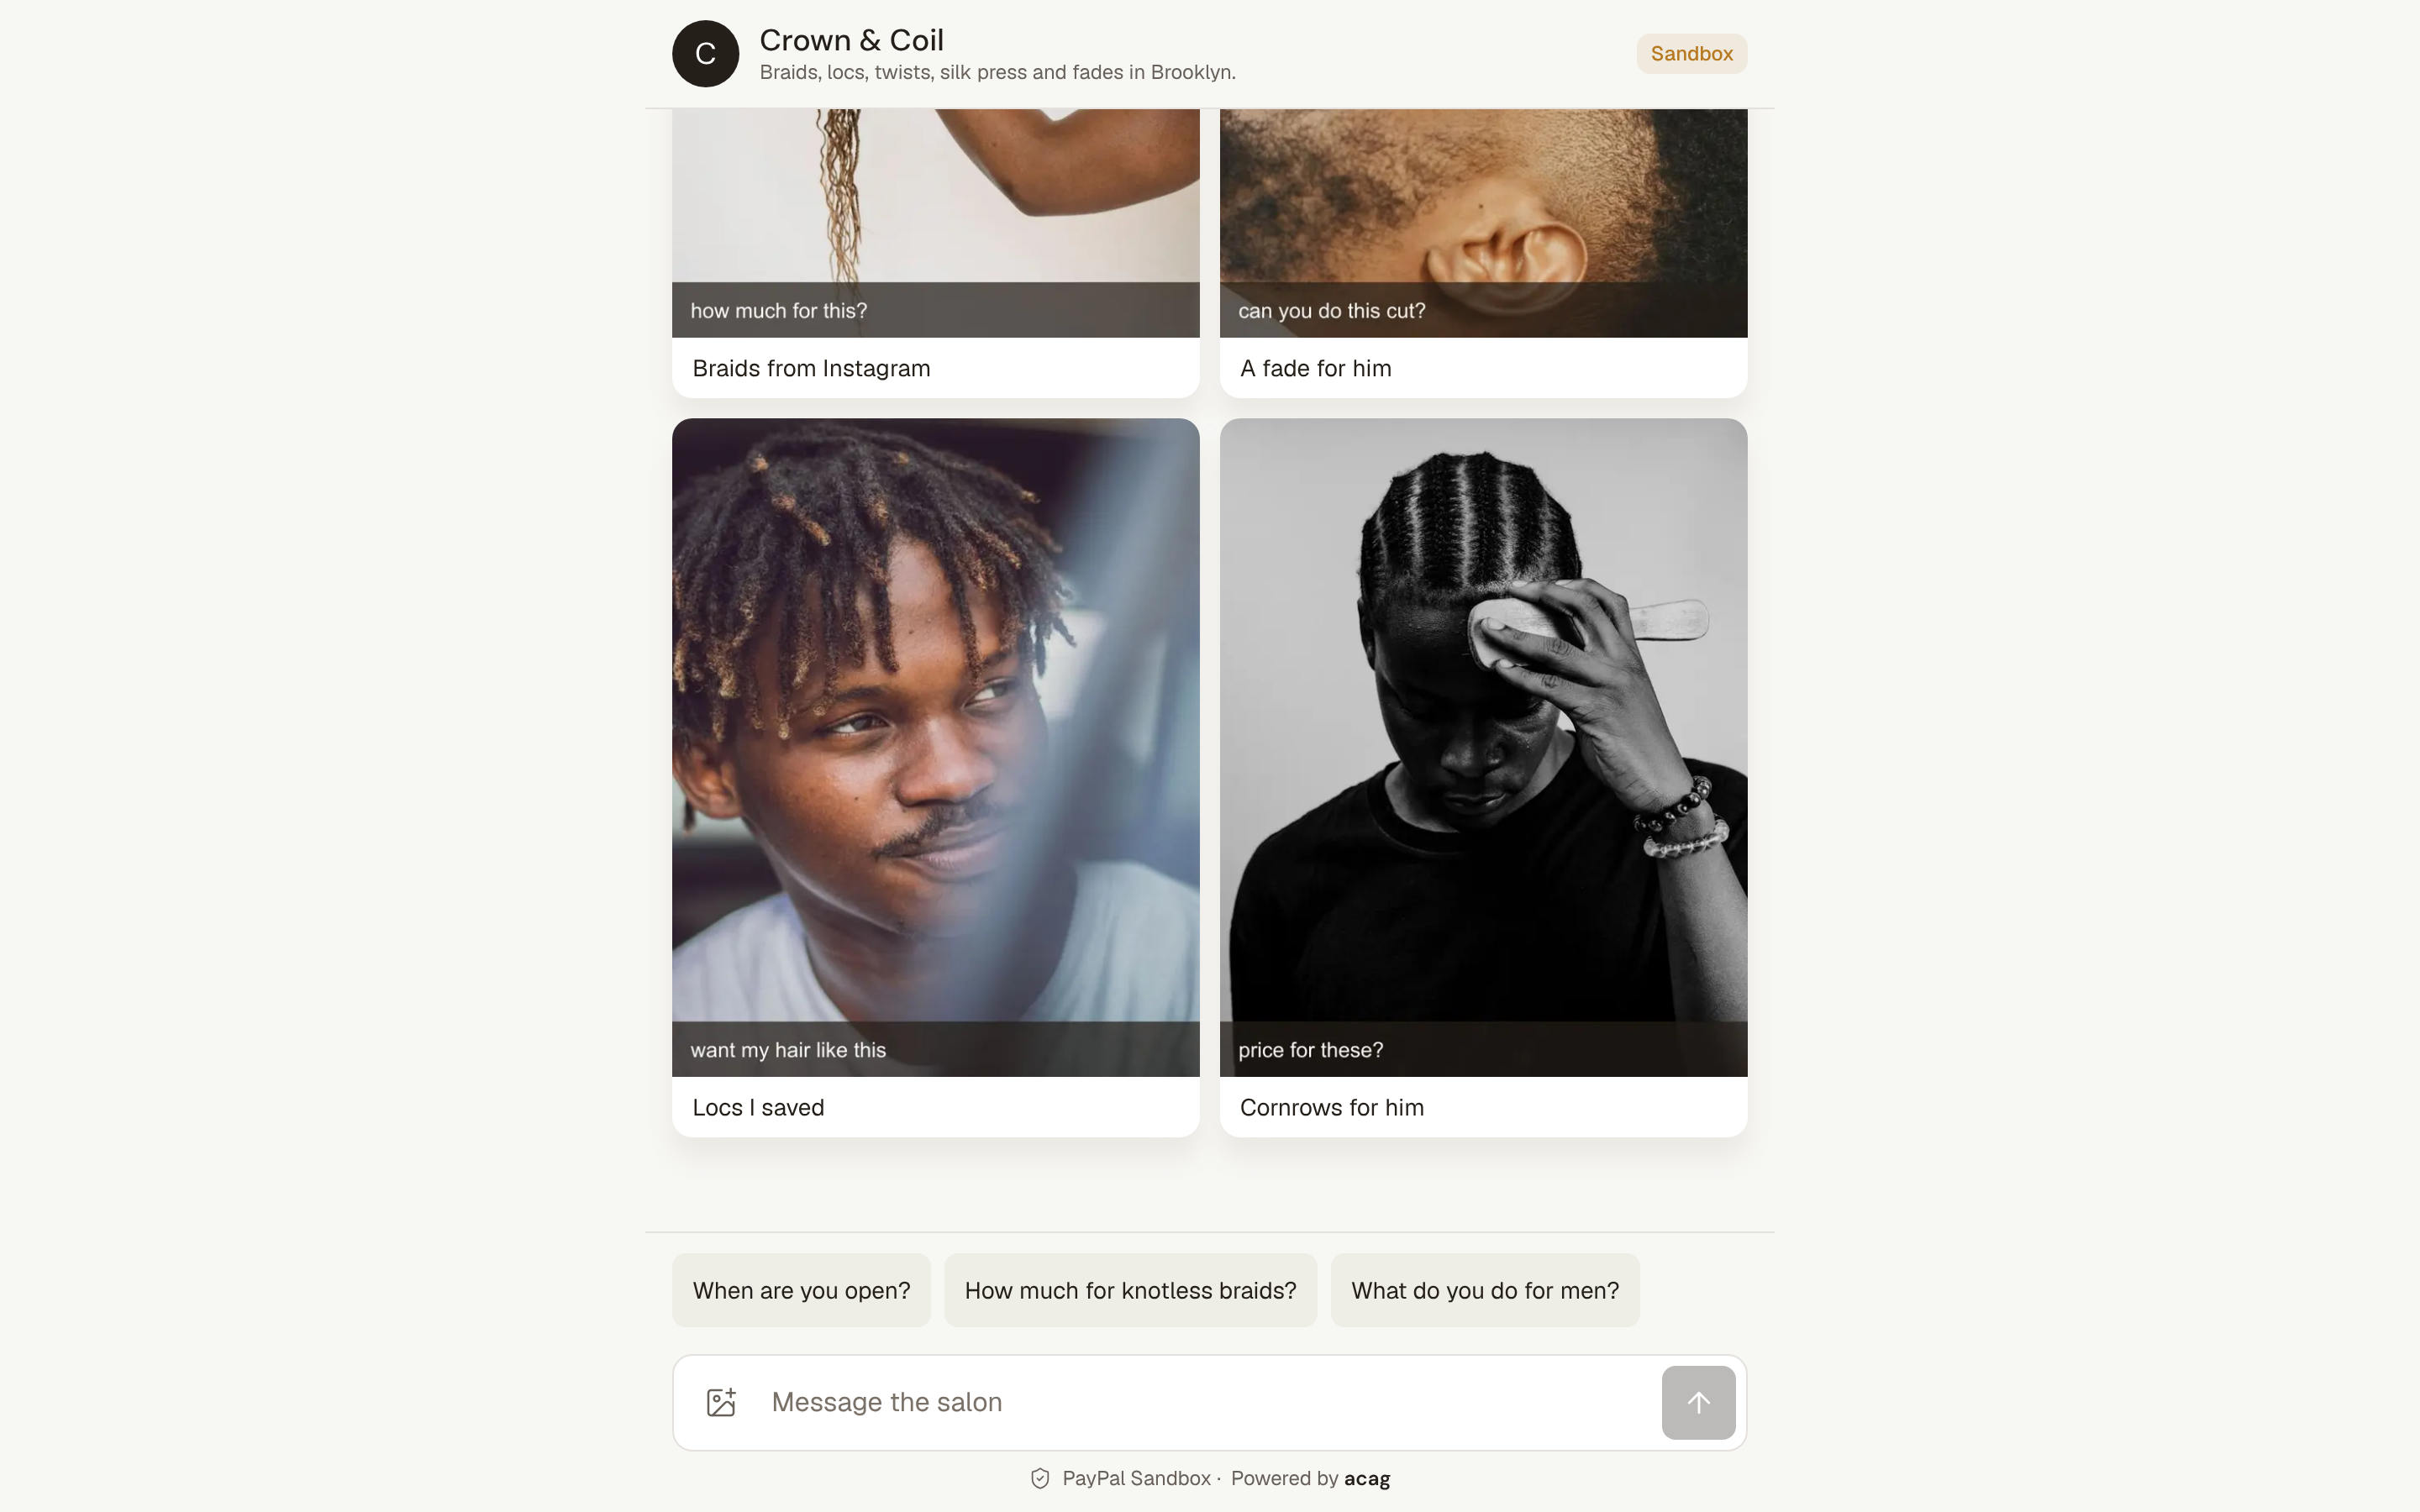 C
Crown & Coil
Braids, locs, twists, silk press and fades in Brooklyn.
Sandbox
how much for this?
Braids from Instagram
can you do this cut?
A fade for him
want my hair like this
Locs I saved
price for these?
Cornrows for him
When are you open?
How much for knotless braids?
What do you do for men?
Message the salon
PayPal Sandbox · Powered by acag